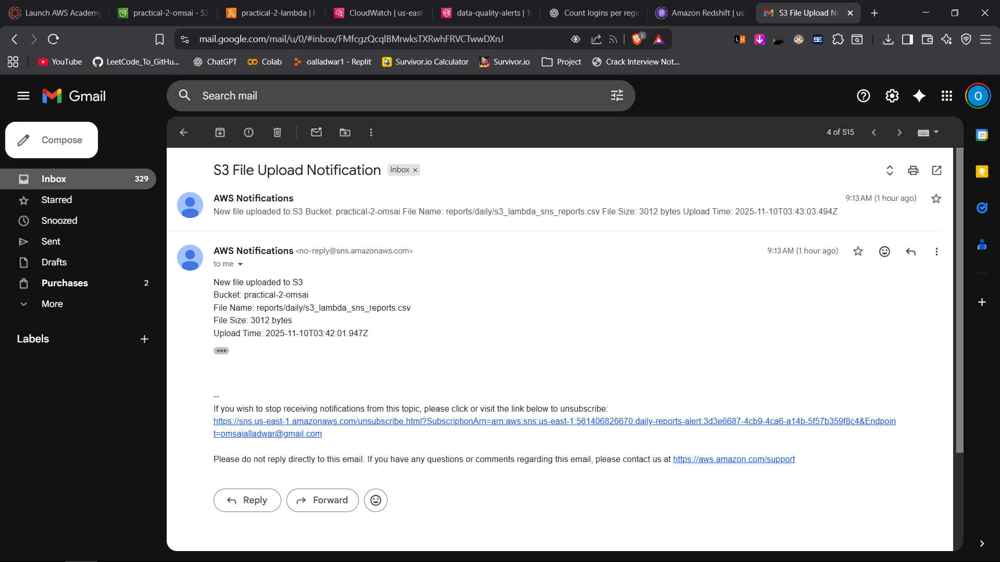 Launch AWS Academy
practical-2-omsai - S3
practical-2-lambda | F
CloudWatch | us-east-
data-quality-alerts | To
Count logins per regio
Amazon Redshift | us-
S3 File Upload No
mail.google.com/mail/u/0/#inbox/FMfcgzQcqlBMrwksTXRwhFRVCTwwDXnJ
5
LH
SE
YouTube
LeetCode_To_GitHu...
ChatGPT
Colab
oalladwar1 - Replit
Survivor.io Calculator
Survivor.io
Project
Crack Interview Not...
Gmail
Search mail
O
Compose
4 of 515
31
Inbox 329
Starred
Snoozed
Sent
Drafts
Purchases 2
More
Labels
S3 File Upload Notification Inbox ×
AWS Notifications 9:13 AM (1 hour ago)
New file uploaded to S3 Bucket: practical-2-omsai File Name: reports/daily/s3_lambda_sns_reports.csv File Size: 3012 bytes Upload Time: 2025-11-10T03:43:03.494Z
AWS Notifications <no-reply@sns.amazonaws.com> 9:13 AM (1 hour ago)
to me
New file uploaded to S3
Bucket: practical-2-omsai
File Name: reports/daily/s3_lambda_sns_reports.csv
File Size: 3012 bytes
Upload Time: 2025-11-10T03:42:01.947Z
--
If you wish to stop receiving notifications from this topic, please click or visit the link below to unsubscribe:
https://sns.us-east-1.amazonaws.com/unsubscribe.html?SubscriptionArn=arn:aws:sns:us-east-1:561406826670:daily-reports-alert:3d3e6687-4cb9-4ca6-a14b-5f57b359f8c4&Endpoin
t=omsaialladwar@gmail.com
Please do not reply directly to this email. If you have any questions or comments regarding this email, please contact us at https://aws.amazon.com/support
Reply
Forward